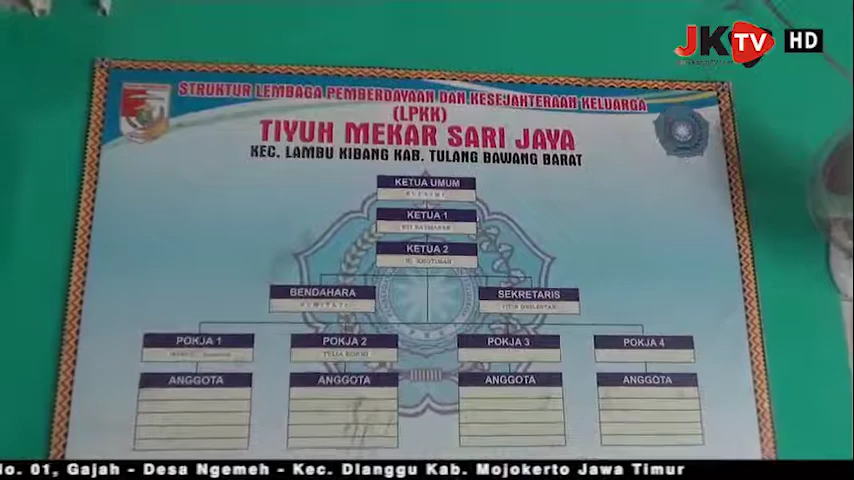 JKTV HD
STRUKTUR LEMBAGA PEMBERDAYAAN DAN KESEJAHTERAAN KELUARGA
(LPKK)
TIYUH MEKAR SARI JAYA
KEC. LAMBU KIBANG KAB. TULANG BAWANG BARAT
KETUA UMUM
KETUA 1
KETUA 2
BENDAHARA
SEKRETARIS
POKJA 1
POKJA 2
POKJA 3
POKJA 4
ANGGOTA
ANGGOTA
ANGGOTA
ANGGOTA
No. 01, Gajah - Desa Ngemeh - Kec. Dlanggu Kab. Mojokerto Jawa Timur